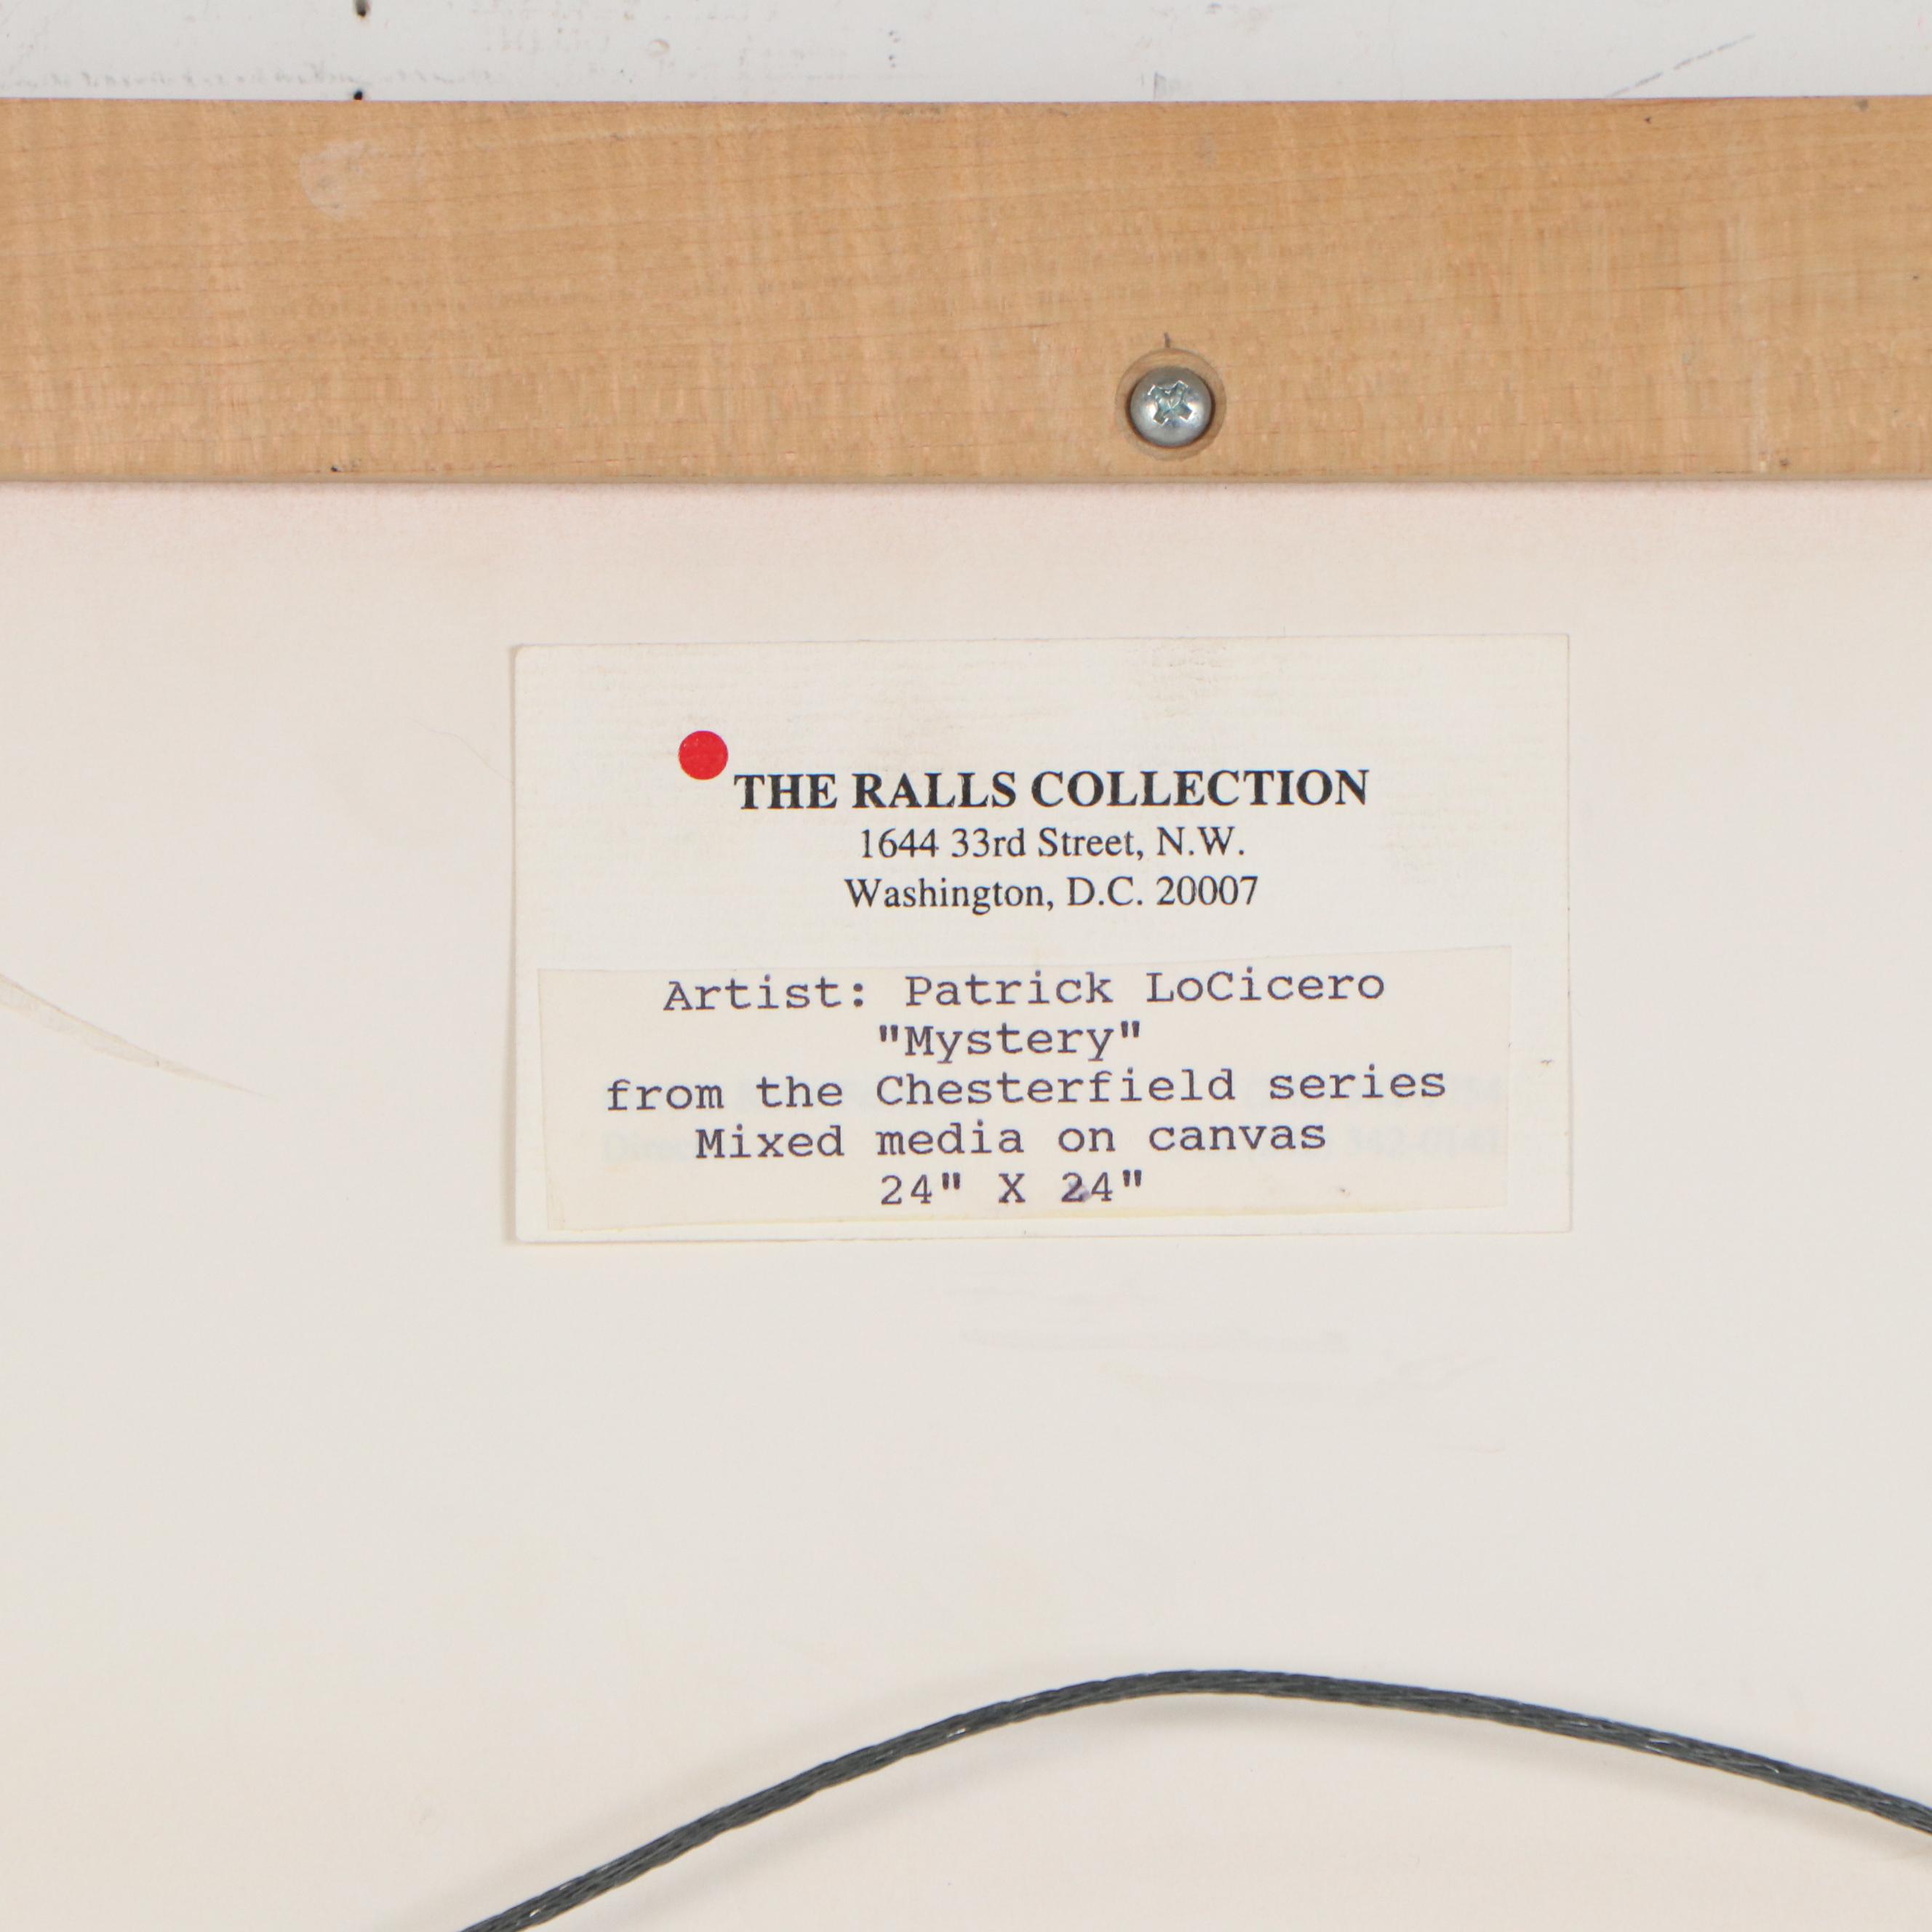 THE RALLS COLLECTION
1644 33rd Street, N.W.
Washington, D.C. 20007
Artist: Patrick LoCicero
"Mystery"
from the Chesterfield series
Mixed media on canvas
24" X 24"